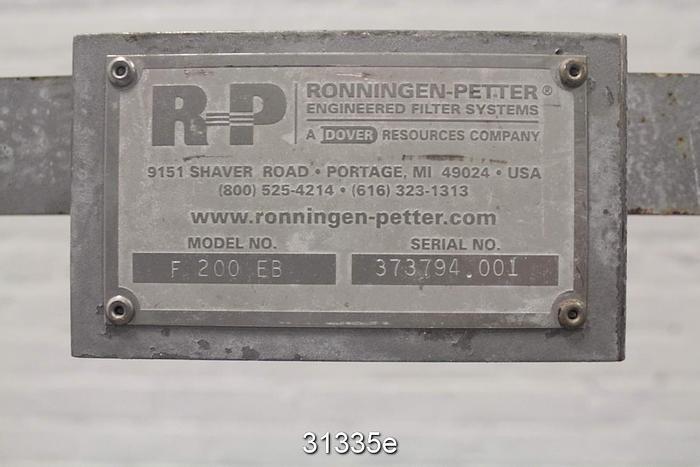 R-P
RONNINGEN-PETTER®
ENGINEERED FILTER SYSTEMS
A DOVER RESOURCES COMPANY
9151 SHAVER ROAD • PORTAGE, MI 49024 • USA
(800) 525-4214 • (616) 323-1313
www.ronningen-petter.com
MODEL NO. SERIAL NO.
F 200 EB 373794.001
31335e